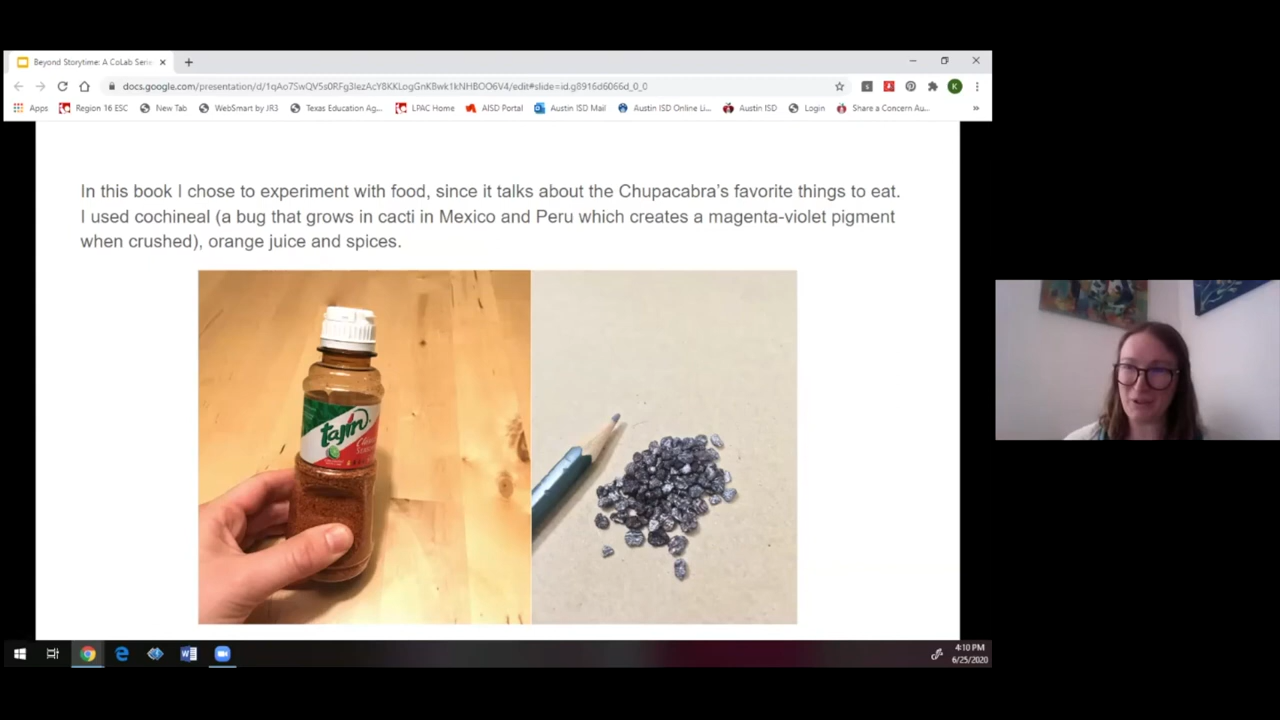 Beyond Storytime: A CoLab Serie
docs.google.com/presentation/d/1qAo7SwQV5s0RFg3IezAcY8KKLogGnKBwk1kNHBOO6V4/edit#slide=id.g8916d6066d_0_0
Apps Region 16 ESC New Tab WebSmart by JR3 Texas Education Ag... LPAC Home AISD Portal Austin ISD Mail Austin ISD Online Li... Austin ISD Login Share a Concern Au... »
In this book I chose to experiment with food, since it talks about the Chupacabra’s favorite things to eat.
I used cochineal (a bug that grows in cacti in Mexico and Peru which creates a magenta-violet pigment
when crushed), orange juice and spices.
tajín
4:10 PM
6/25/2020